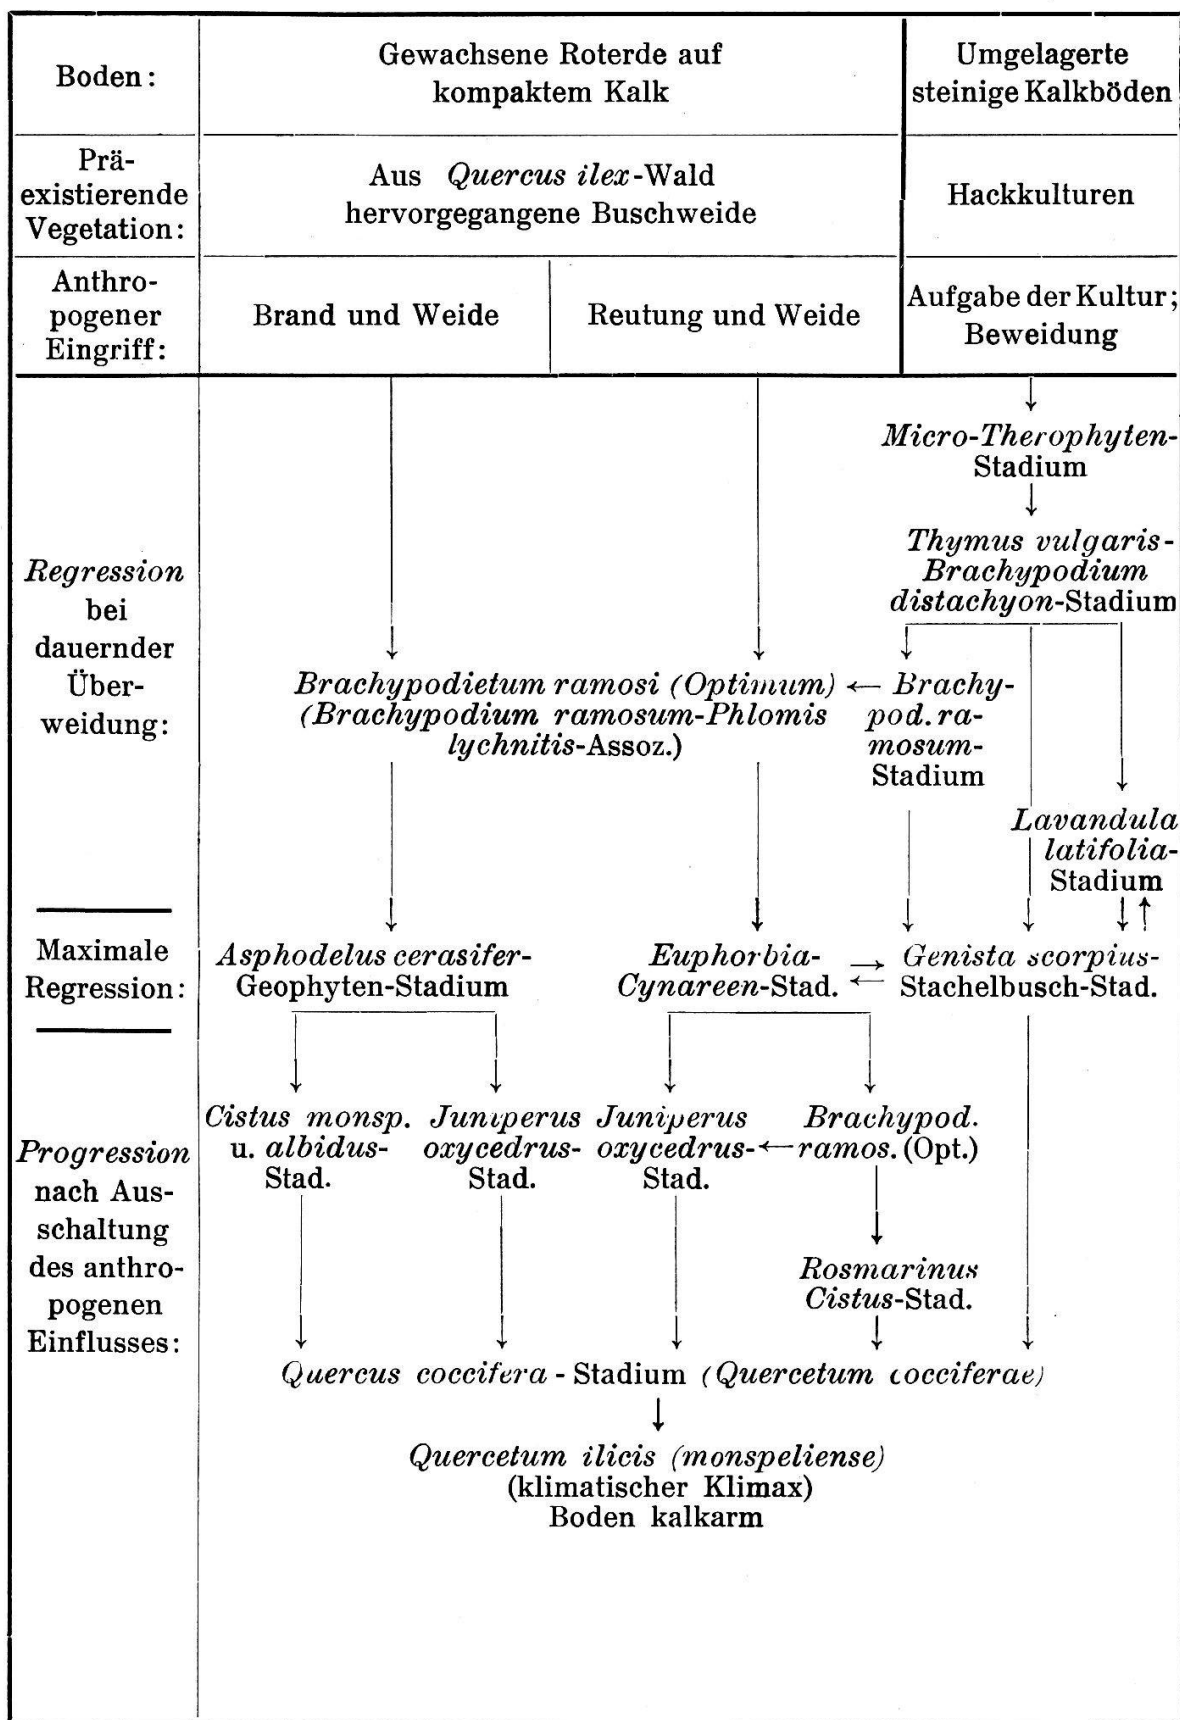 Boden:
Gewachsene Roterde auf
kompaktem Kalk
Umgelagerte
steinige Kalkböden
Prä-
existierende
Vegetation:
Aus Quercus ilex-Wald
hervorgegangene Buschweide
Hackkulturen
Anthro-
pogener
Eingriff:
Brand und Weide
Reutung und Weide
Aufgabe der Kultur;
Beweidung
Regression
bei
dauernder
Über-
weidung:
Micro-Therophyten-
Stadium
Thymus vulgaris-
Brachypodium
distachyon-Stadium
Brachypodietum ramosi (Optimum)
(Brachypodium ramosum-Phlomis
lychnitis-Assoz.)
Brachy-
pod. ra-
mosum-
Stadium
Lavandula
latifolia-
Stadium
Maximale
Regression:
Asphodelus cerasifer-
Geophyten-Stadium
Euphorbia-
Cynareen-Stad.
Genista scorpius-
Stachelbusch-Stad.
Progression
nach Aus-
schaltung
des anthro-
pogenen
Einflusses:
Cistus monsp.
u. albidus-
Stad.
Juniperus
oxycedrus-
Stad.
Juniperus
oxycedrus-
Stad.
Brachypod.
ramos. (Opt.)
Rosmarinus
Cistus-Stad.
Quercus coccifera - Stadium (Quercetum cocciferae)
Quercetum ilicis (monspeliense)
(klimatischer Klimax)
Boden kalkarm